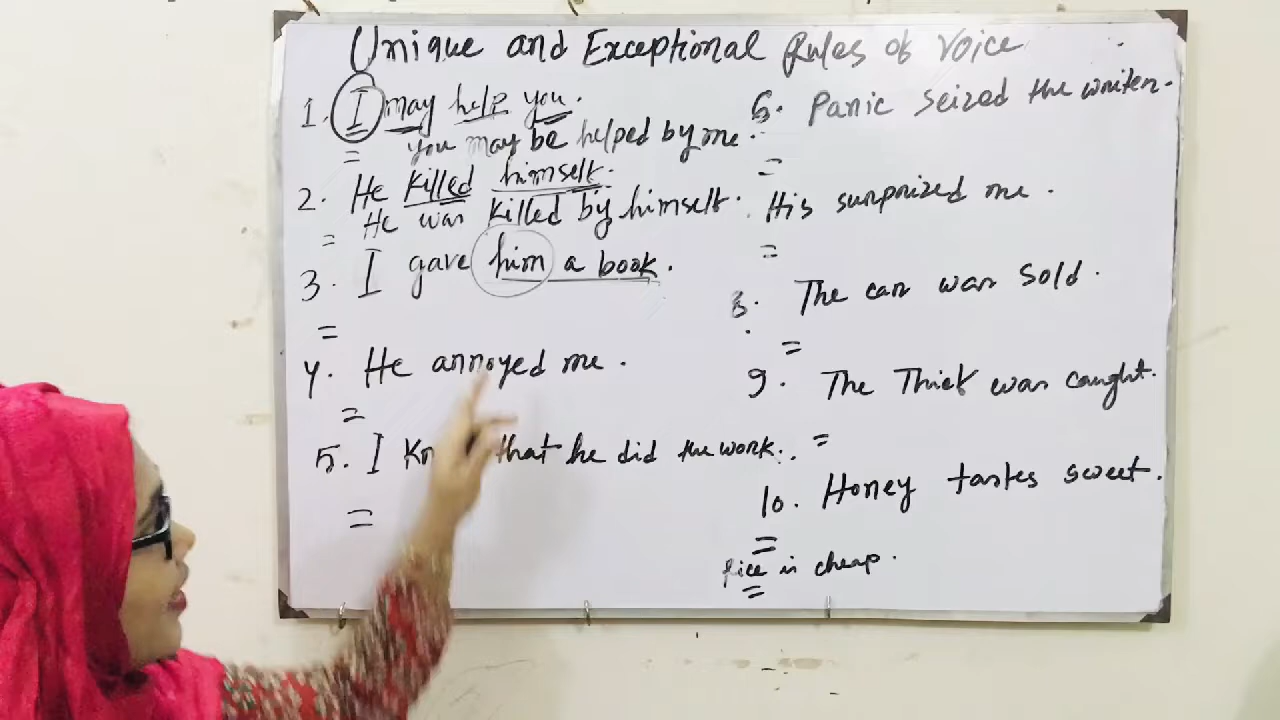 Unique and Exceptional Rules of Voice
1. I may help you.
= you may be helped by me.
2. He killed himself.
= He was killed by himself.
3. I gave him a book.
=
4. He annoyed me.
=
5. I that he did the work.
=
6. Panic seized the writer.
=
His surprized me.
=
8. The car was sold.
=
9. The Thief was caught.
=
10. Honey tastes sweet.
=
is cheap.
=